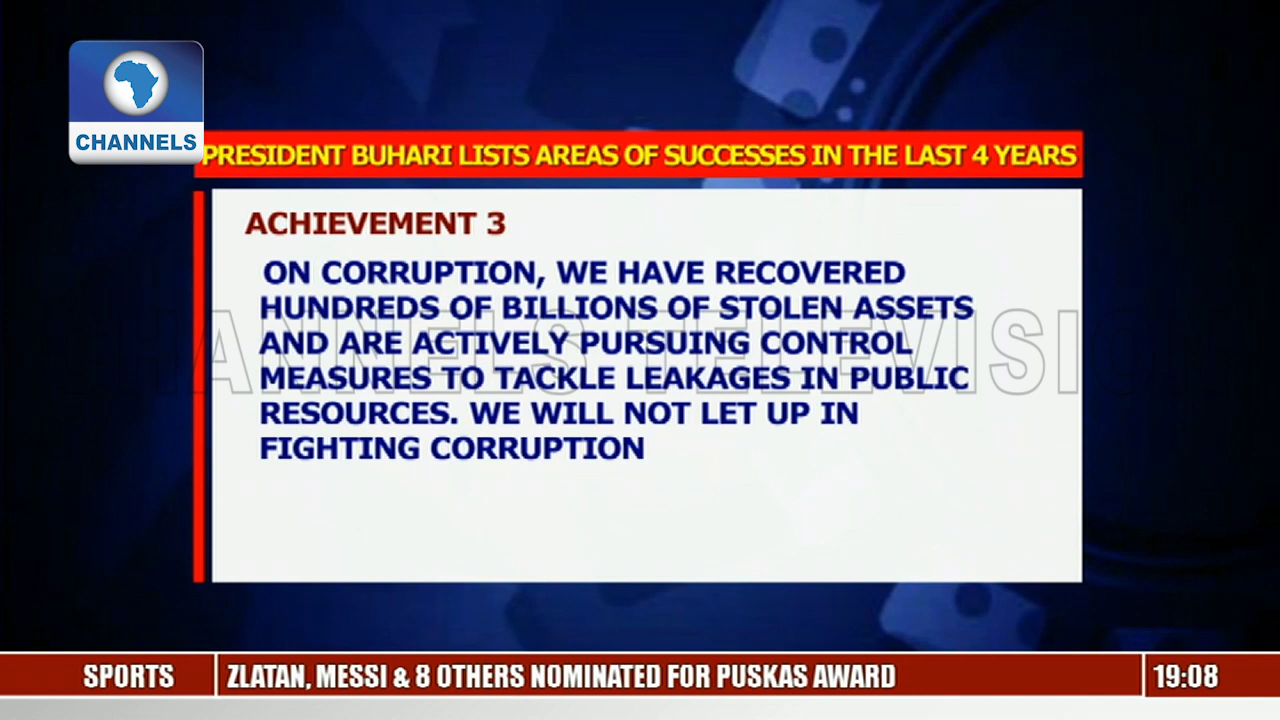 CHANNELS
PRESIDENT BUHARI LISTS AREAS OF SUCCESSES IN THE LAST 4 YEARS
ACHIEVEMENT 3
ON CORRUPTION, WE HAVE RECOVERED
HUNDREDS OF BILLIONS OF STOLEN ASSETS
AND ARE ACTIVELY PURSUING CONTROL
MEASURES TO TACKLE LEAKAGES IN PUBLIC
RESOURCES. WE WILL NOT LET UP IN
FIGHTING CORRUPTION
HANNELS TELEVISI
SPORTS ZLATAN, MESSI & 8 OTHERS NOMINATED FOR PUSKAS AWARD 19:08